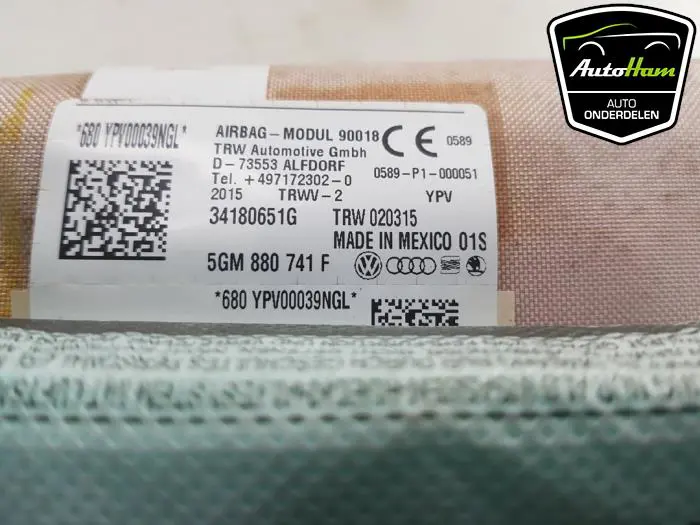 AutoHam
AUTO
ONDERDELEN
*680 YPV00039NGL*
AIRBAG-MODUL 90018
TRW Automotive Gmbh
D-73553 ALFDORF
Tel. +497172302-0
2015 TRWV-2 YPV
CE 0589
0589-P1-000051
34180651G TRW 020315
MADE IN MEXICO 01S
5GM 880 741 F
*680 YPV00039NGL*